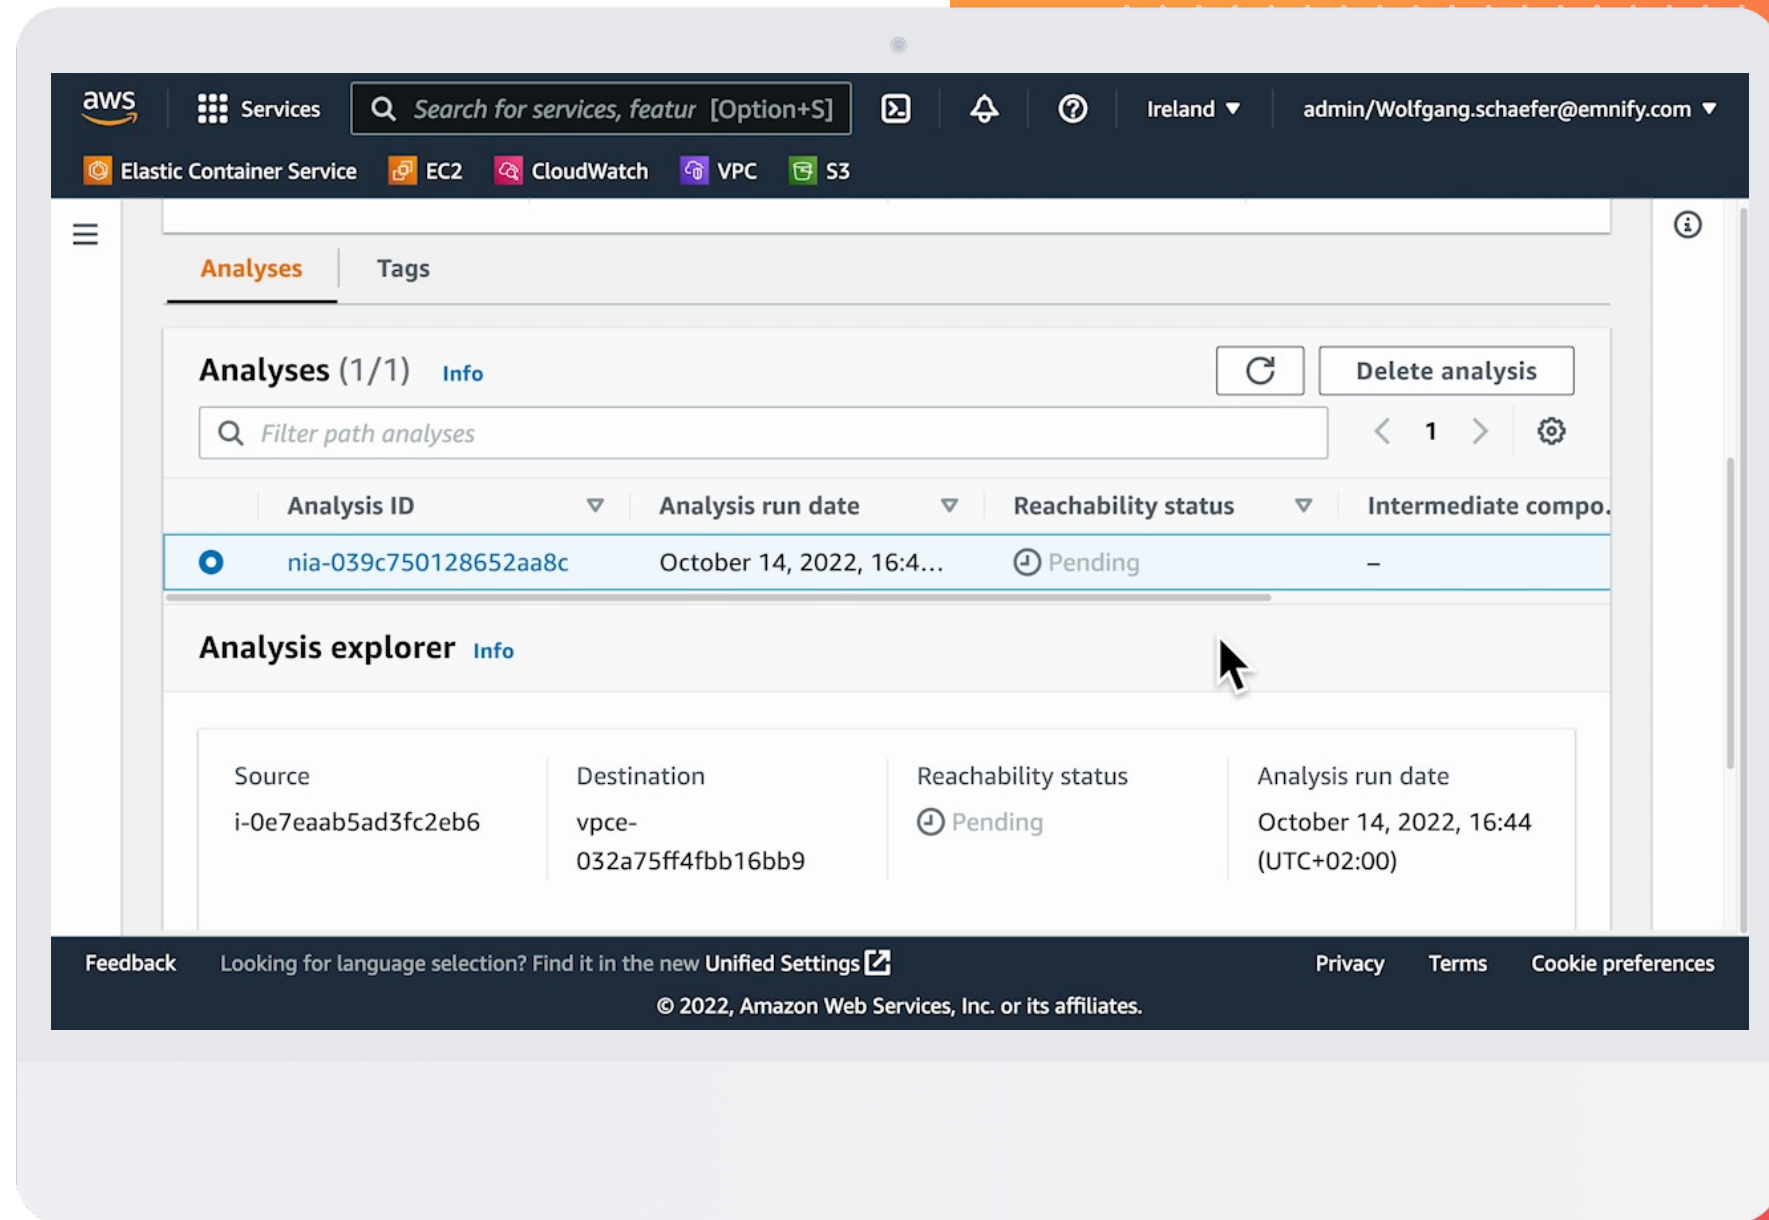 aws Services Search for services, featur [Option+S] Ireland admin/Wolfgang.schaefer@emnify.com
Elastic Container Service EC2 CloudWatch VPC S3
Analyses Tags
Analyses (1/1) Info Delete analysis
Filter path analyses 1
Analysis ID Analysis run date Reachability status Intermediate compo.
nia-039c750128652aa8c October 14, 2022, 16:4... Pending –
Analysis explorer Info
Source Destination Reachability status Analysis run date
i-0e7eaab5ad3fc2eb6 vpce- Pending October 14, 2022, 16:44
032a75ff4fbb16bb9 (UTC+02:00)
Feedback Looking for language selection? Find it in the new Unified Settings Privacy Terms Cookie preferences
© 2022, Amazon Web Services, Inc. or its affiliates.